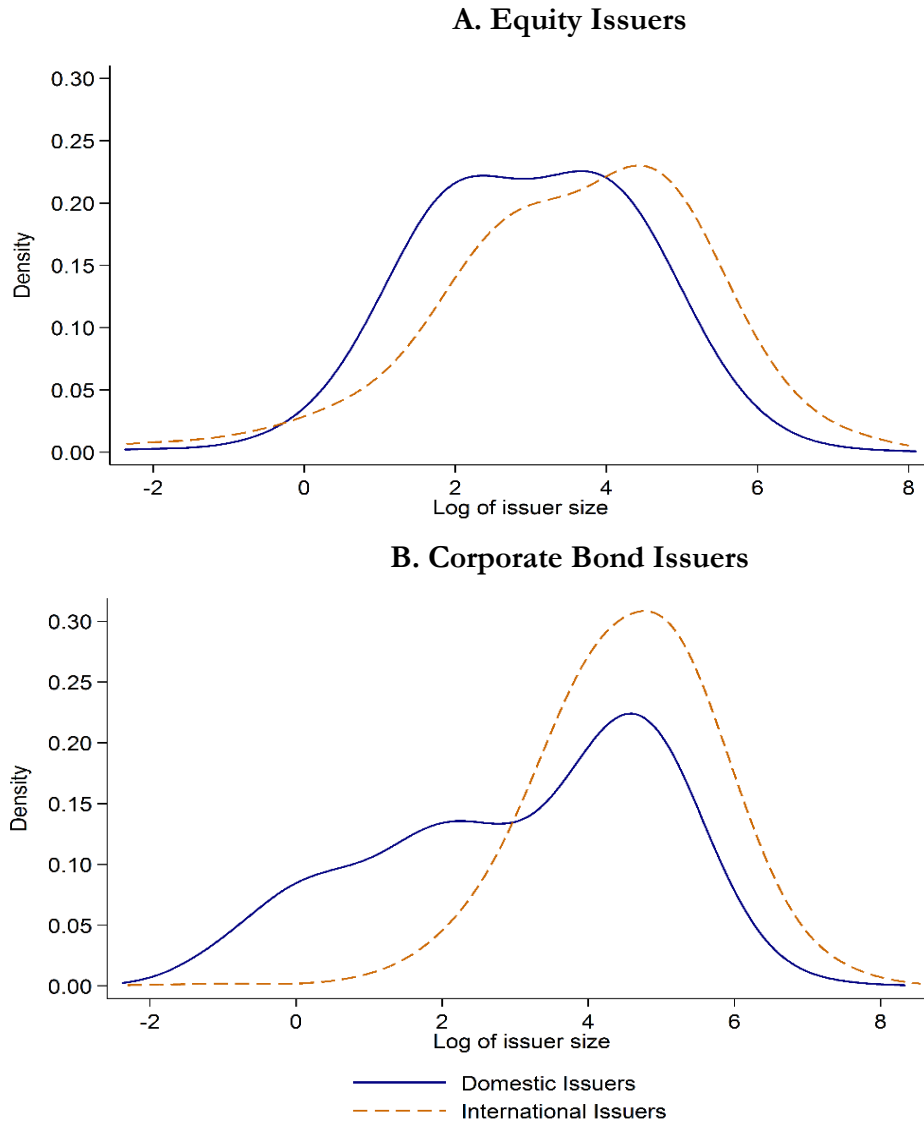 A. Equity Issuers
0.30
0.25
0.20
0.15
0.10
0.05
0.00
Density
-2 0 2 4 6 8
Log of issuer size
B. Corporate Bond Issuers
0.30
0.25
0.20
0.15
0.10
0.05
0.00
Density
-2 0 2 4 6 8
Log of issuer size
Domestic Issuers
International Issuers